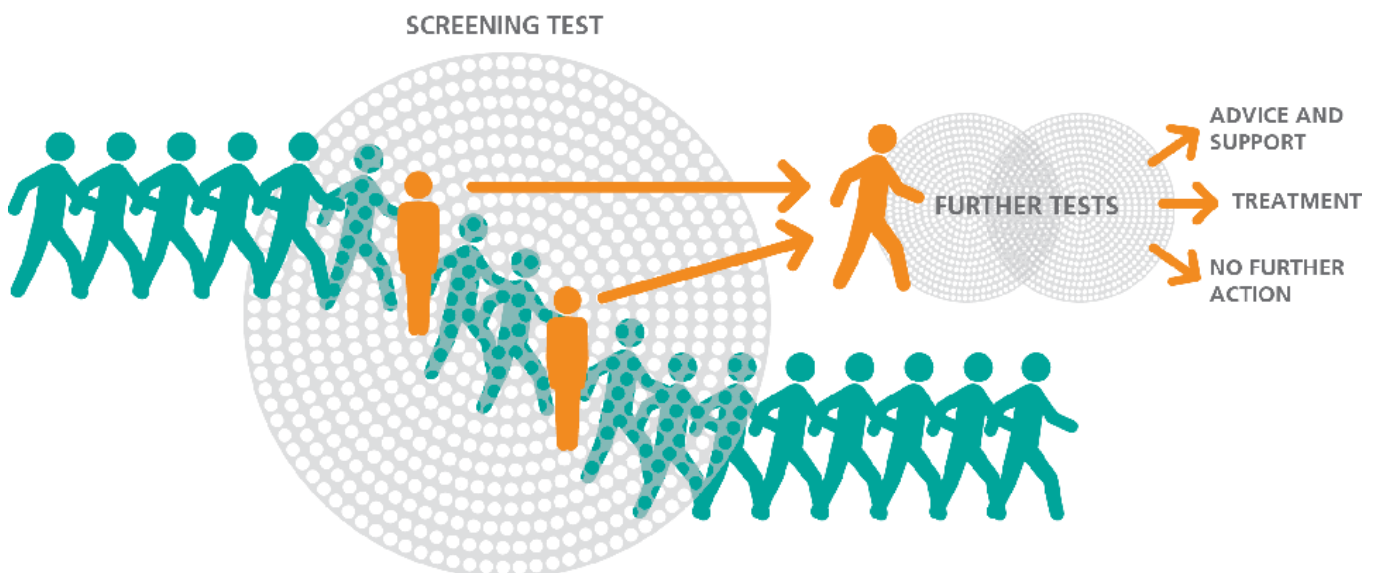 SCREENING TEST
FURTHER TESTS
ADVICE AND
SUPPORT
TREATMENT
NO FURTHER
ACTION